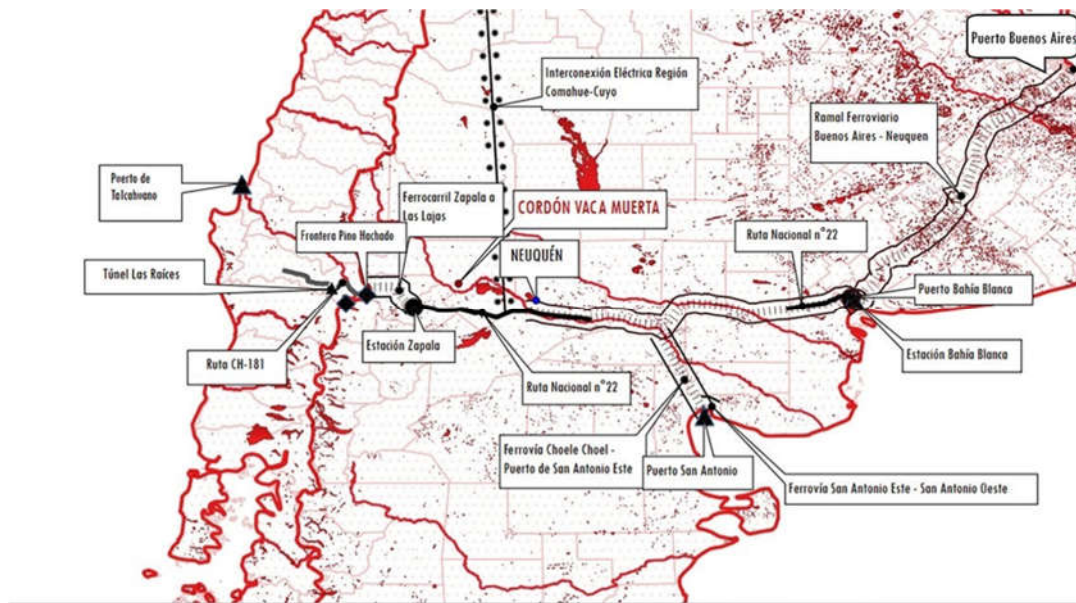 Puerto Buenos Aires
Interconexión Eléctrica Región
Comahue-Cuyo
Ramal Ferroviario
Buenos Aires - Neuquen
Puerto de
Talcahuano
Ferrocarril Zapala a
Las Lajas
CORDÓN VACA MUERTA
Frontera Pino Hachado
NEUQUÉN
Ruta Nacional n°22
Túnel Las Raíces
Puerto Bahía Blanca
Estación Zapala
Estación Bahía Blanca
Ruta CH-181
Ruta Nacional n°22
Ferrovía Choele Choel -
Puerto de San Antonio Este
Puerto San Antonio
Ferrovía San Antonio Este - San Antonio Oeste